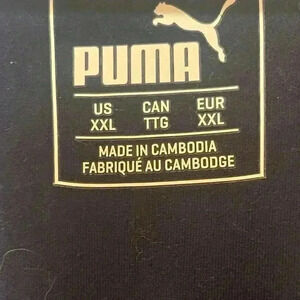 PUMA
US CAN EUR
XXL TTG XXL
MADE IN CAMBODIA
FABRIQUÉ AU CAMBODGE